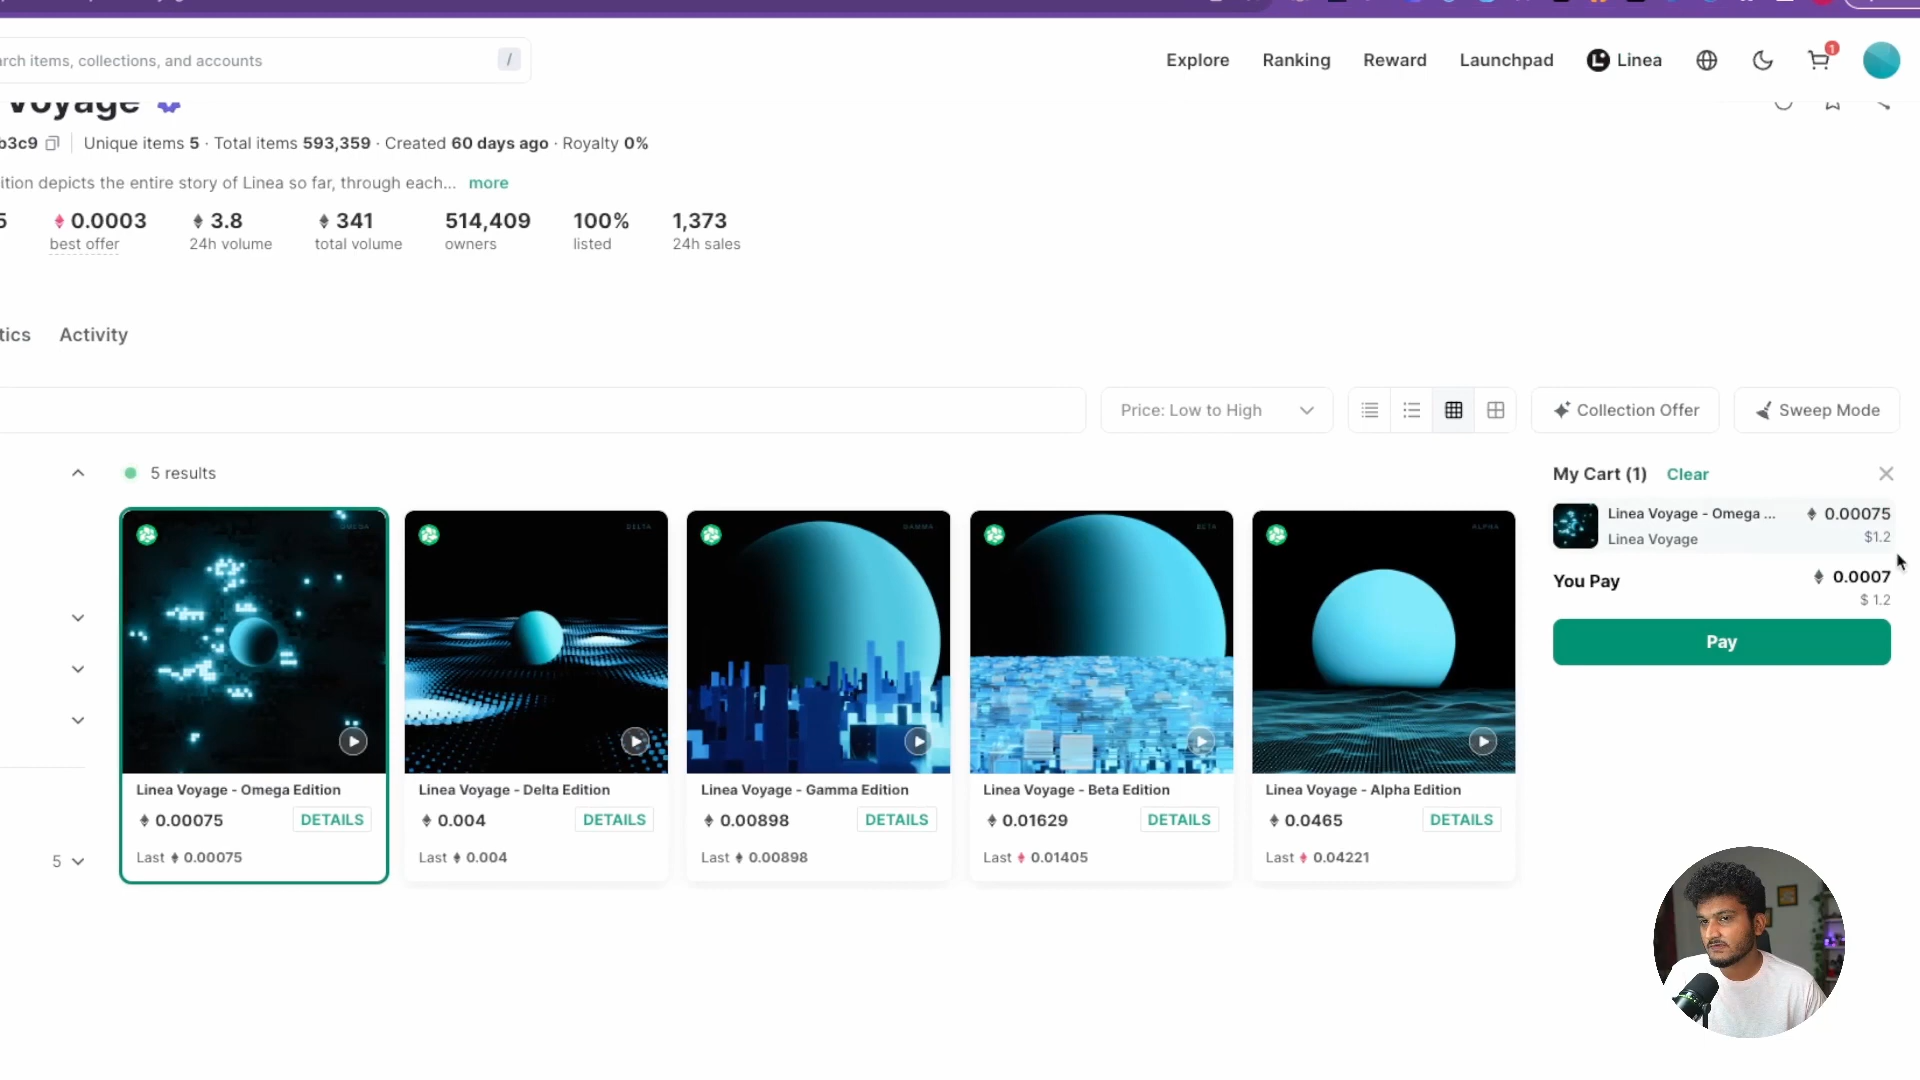 rch items, collections, and accounts /
Explore Ranking Reward Launchpad Linea 1
Voyage
b3c9 Unique items 5 · Total items 593,359 · Created 60 days ago · Royalty 0%
ition depicts the entire story of Linea so far, through each... more
5 0.0003 3.8 341 514,409 100% 1,373
best offer 24h volume total volume owners listed 24h sales
tics Activity
Price: Low to High Collection Offer Sweep Mode
5 results
My Cart (1) Clear
OMEGA DELTA GAMMA BETA ALPHA
Linea Voyage - Omega ... 0.00075
Linea Voyage $1.2
You Pay 0.0007
$ 1.2
Pay
Linea Voyage - Omega Edition
0.00075 DETAILS
Last 0.00075
Linea Voyage - Delta Edition
0.004 DETAILS
Last 0.004
Linea Voyage - Gamma Edition
0.00898 DETAILS
Last 0.00898
Linea Voyage - Beta Edition
0.01629 DETAILS
Last 0.01405
Linea Voyage - Alpha Edition
0.0465 DETAILS
Last 0.04221
5